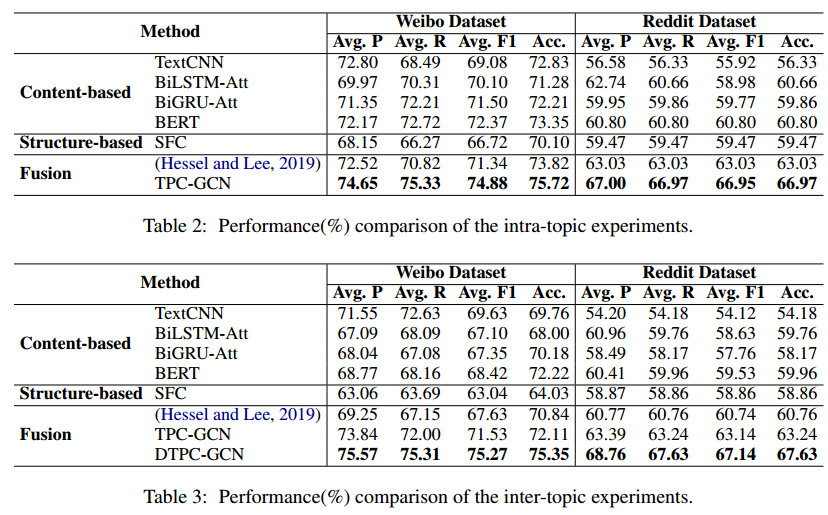 Method Weibo Dataset Reddit Dataset
Avg. P Avg. R Avg. F1 Acc. Avg. P Avg. R Avg. F1 Acc.
Content-based TextCNN 72.80 68.49 69.08 72.83 56.58 56.33 55.92 56.33
BiLSTM-Att 69.97 70.31 70.10 71.28 62.74 60.66 58.98 60.66
BiGRU-Att 71.35 72.21 71.50 72.21 59.95 59.86 59.77 59.86
BERT 72.17 72.72 72.37 73.35 60.80 60.80 60.80 60.80
Structure-based SFC 68.15 66.27 66.72 70.10 59.47 59.47 59.47 59.47
Fusion (Hessel and Lee, 2019) 72.52 70.82 71.34 73.82 63.03 63.03 63.03 63.03
TPC-GCN 74.65 75.33 74.88 75.72 67.00 66.97 66.95 66.97
Table 2: Performance(%) comparison of the intra-topic experiments.
Method Weibo Dataset Reddit Dataset
Avg. P Avg. R Avg. F1 Acc. Avg. P Avg. R Avg. F1 Acc.
Content-based TextCNN 71.55 72.63 69.63 69.76 54.20 54.18 54.12 54.18
BiLSTM-Att 67.09 68.09 67.10 68.00 60.96 59.76 58.63 59.76
BiGRU-Att 68.04 67.08 67.35 70.18 58.49 58.17 57.76 58.17
BERT 68.77 68.16 68.42 72.22 60.41 59.96 59.53 59.96
Structure-based SFC 63.06 63.69 63.04 64.03 58.87 58.86 58.86 58.86
Fusion (Hessel and Lee, 2019) 69.25 67.15 67.63 70.84 60.77 60.76 60.74 60.76
TPC-GCN 73.84 72.00 71.53 72.11 63.39 63.24 63.14 63.24
DTPC-GCN 75.57 75.31 75.27 75.35 68.76 67.63 67.14 67.63
Table 3: Performance(%) comparison of the inter-topic experiments.